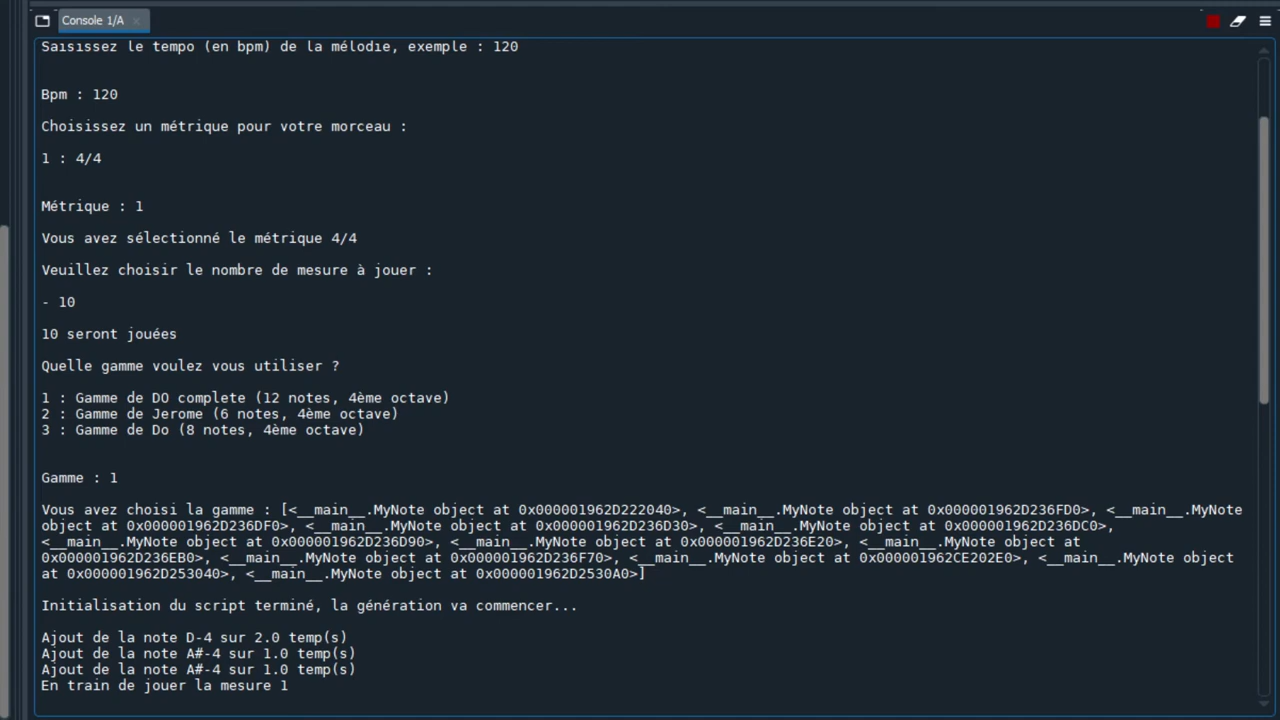 Console 1/A
Saisissez le tempo (en bpm) de la mélodie, exemple : 120
Bpm : 120
Choisissez un métrique pour votre morceau :
1 : 4/4
Métrique : 1
Vous avez sélectionné le métrique 4/4
Veuillez choisir le nombre de mesure à jouer :
- 10
10 seront jouées
Quelle gamme voulez vous utiliser ?
1 : Gamme de DO complete (12 notes, 4ème octave)
2 : Gamme de Jerome (6 notes, 4ème octave)
3 : Gamme de Do (8 notes, 4ème octave)
Gamme : 1
Vous avez choisi la gamme : [<__main__.MyNote object at 0x000001962D222040>, <__main__.MyNote object at 0x000001962D236FD0>, <__main__.MyNote
object at 0x000001962D236DF0>, <__main__.MyNote object at 0x000001962D236D30>, <__main__.MyNote object at 0x000001962D236DC0>,
<__main__.MyNote object at 0x000001962D236D90>, <__main__.MyNote object at 0x000001962D236E20>, <__main__.MyNote object at
0x000001962D236EB0>, <__main__.MyNote object at 0x000001962D236F70>, <__main__.MyNote object at 0x000001962CE202E0>, <__main__.MyNote object
at 0x000001962D253040>, <__main__.MyNote object at 0x000001962D2530A0>]
Initialisation du script terminé, la génération va commencer...
Ajout de la note D-4 sur 2.0 temp(s)
Ajout de la note A#-4 sur 1.0 temp(s)
Ajout de la note A#-4 sur 1.0 temp(s)
En train de jouer la mesure 1